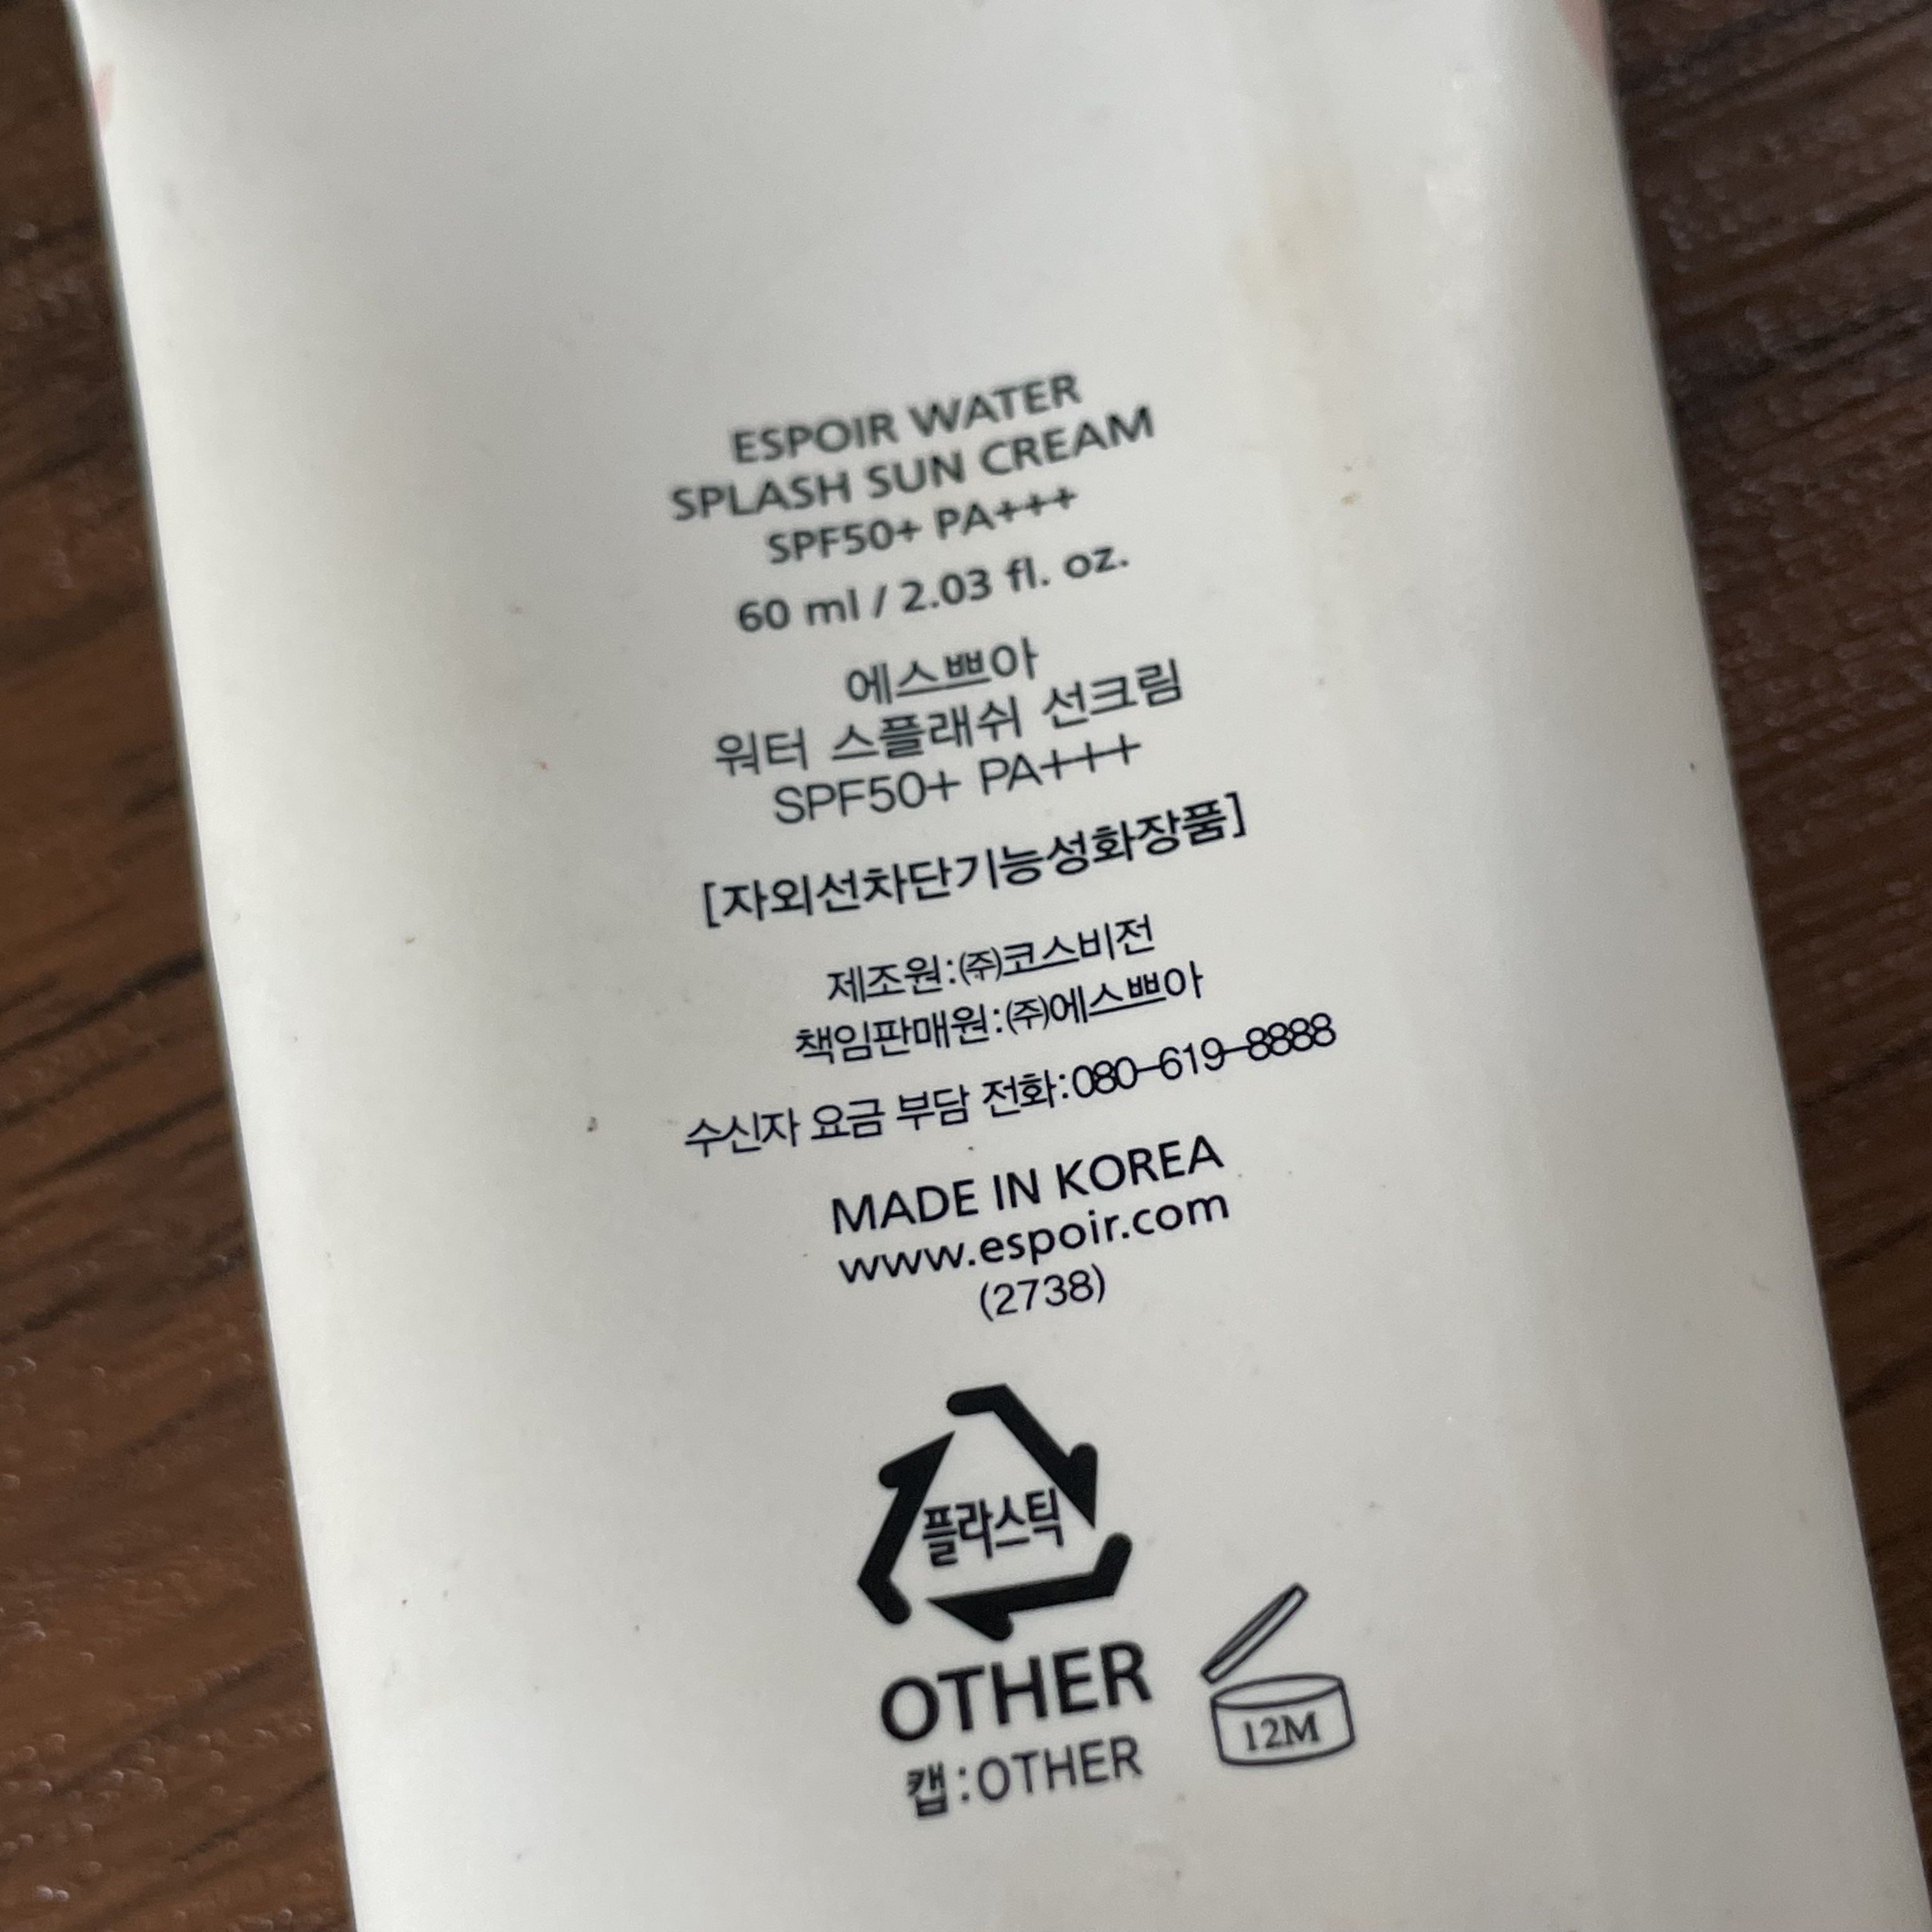 ESPOIR WATER
SPLASH SUN CREAM
SPF50+ PA+++
60 ml / 2.03 fl. oz.
에스쁘아
워터 스플래쉬 선크림
SPF50+ PA+++
[자외선차단기능성화장품]
제조원:㈜코스비전
책임판매원:㈜에스쁘아
수신자 요금 부담 전화:080-619-8888
MADE IN KOREA
www.espoir.com
(2738)
플라스틱
OTHER
캡:OTHER
12M